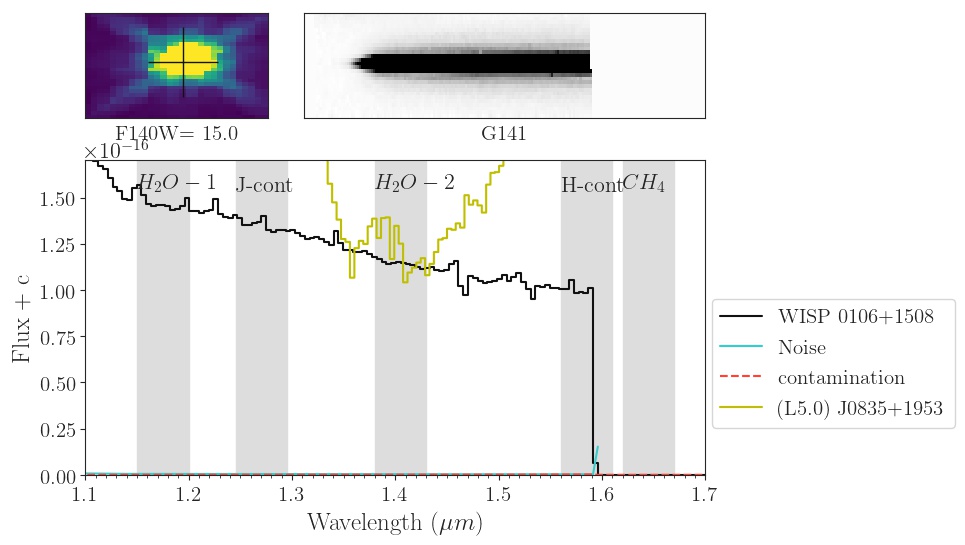 F140W= 15.0
G141
×10⁻¹⁶
H₂O − 1
J-cont
H₂O − 2
H-cont
CH₄
1.50
1.25
1.00
0.75
0.50
0.25
0.00
Flux + c
1.1
1.2
1.3
1.4
1.5
1.6
1.7
Wavelength (μm)
WISP 0106+1508
Noise
contamination
(L5.0) J0835+1953